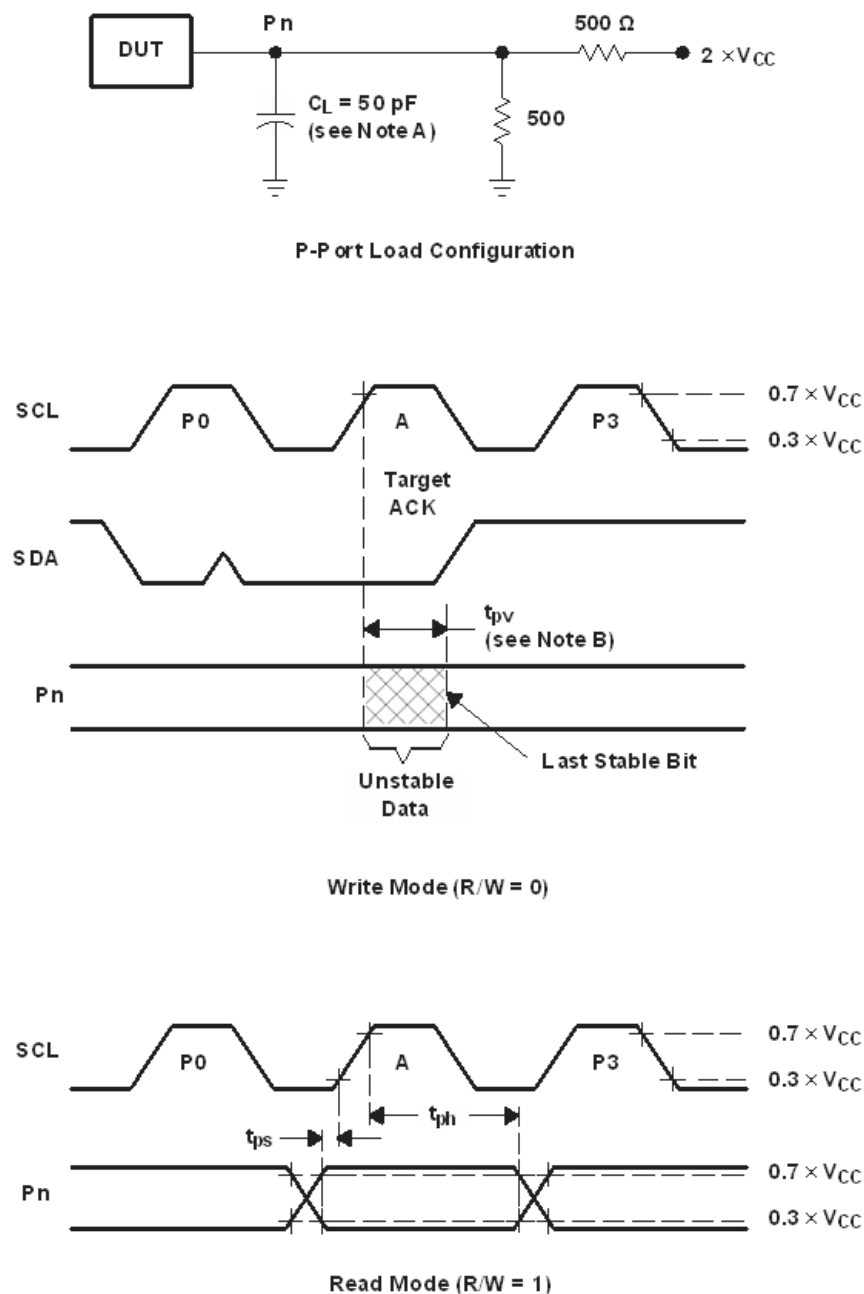 Pn
500 Ω
DUT
2 × VCC
CL = 50 pF
(see Note A)
500
P-Port Load Configuration
SCL
P0
A
P3
0.7 × VCC
0.3 × VCC
Target
ACK
SDA
tpv
(see Note B)
Pn
Last Stable Bit
Unstable
Data
Write Mode (R/W = 0)
SCL
P0
A
P3
0.7 × VCC
0.3 × VCC
tps
tph
Pn
0.7 × VCC
0.3 × VCC
Read Mode (R/W = 1)